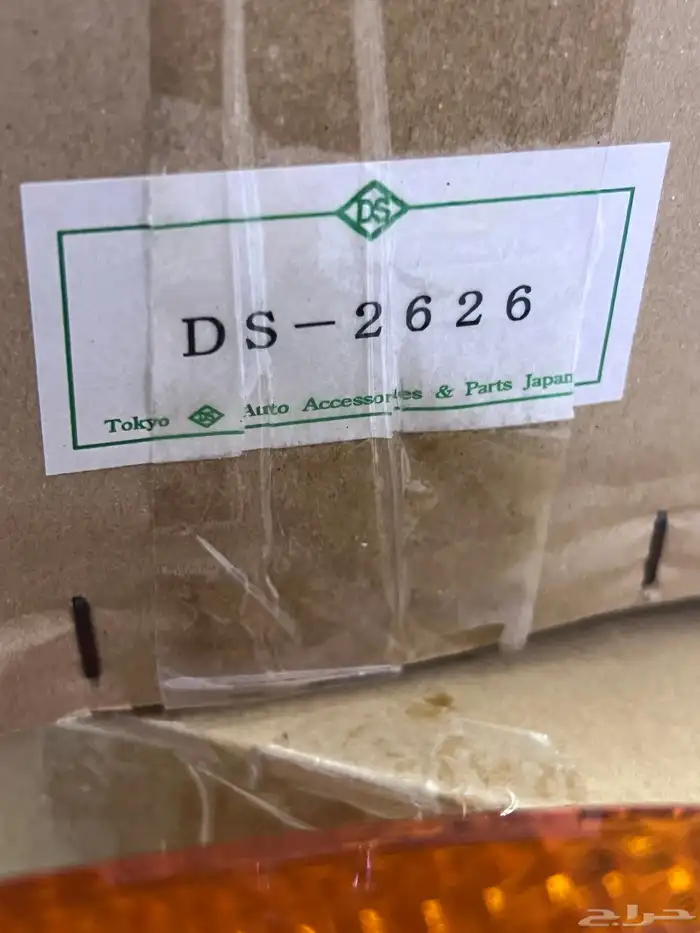 DS
DS-2626
Tokyo DS Auto Accessories & Parts Japan
حراج